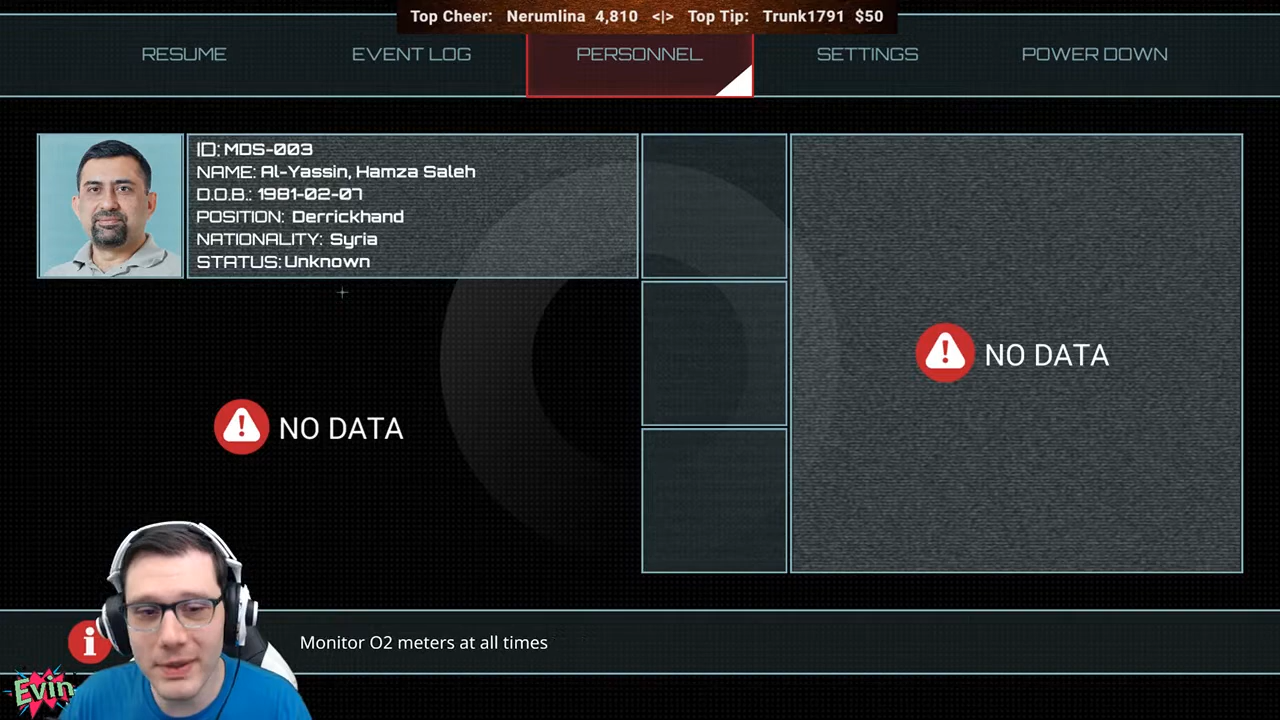 Top Cheer: Nerumlina 4,810 <|> Top Tip: Trunk1791 $50
RESUME
EVENT LOG
PERSONNEL
SETTINGS
POWER DOWN
ID: MDS-003
NAME: Al-Yassin, Hamza Saleh
D.O.B.: 1981-02-07
POSITION: Derrickhand
NATIONALITY: Syria
STATUS: Unknown
NO DATA
NO DATA
Monitor O2 meters at all times
Evin